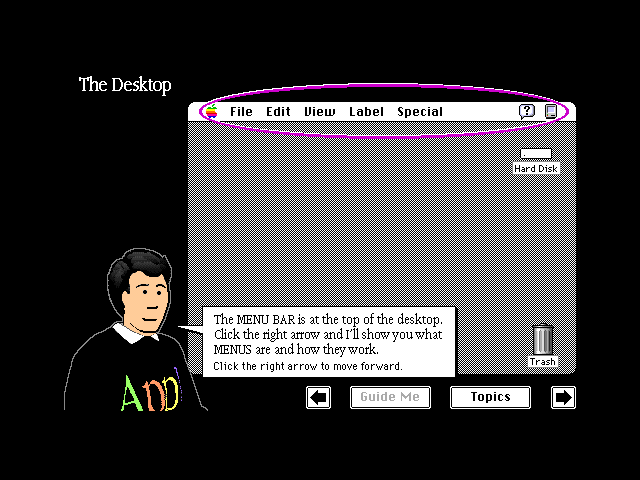 The Desktop
File Edit View Label Special
?
Hard Disk
The MENU BAR is at the top of the desktop.
Click the right arrow and I'll show you what
MENUS are and how they work.
Click the right arrow to move forward.
Trash
Appl
Guide Me Topics